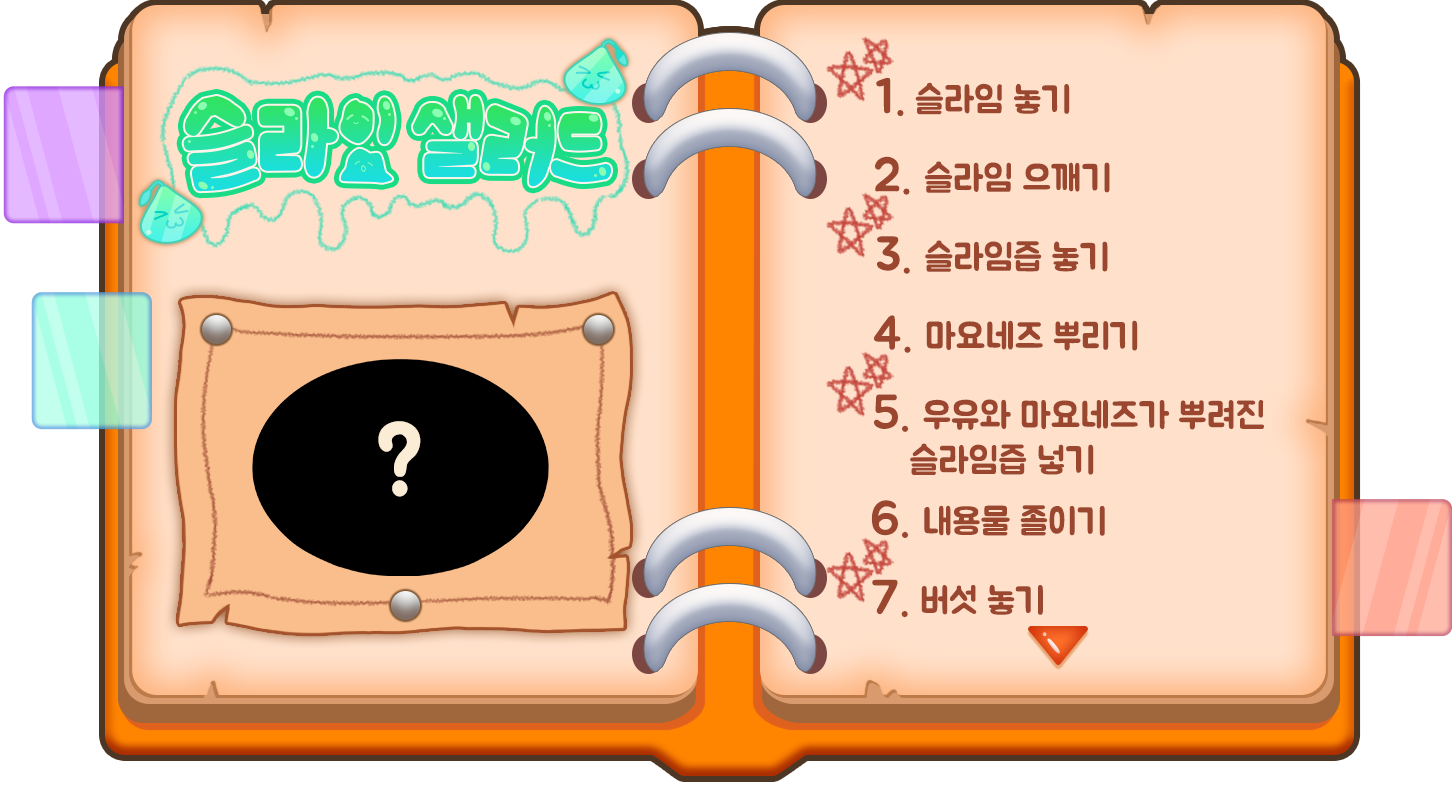 슬라임 샐러드
?
1. 슬라임 놓기
2. 슬라임 으깨기
3. 슬라임즙 놓기
4. 마요네즈 뿌리기
5. 우유와 마요네즈가 뿌려진
슬라임즙 넣기
6. 내용물 졸이기
7. 버섯 놓기